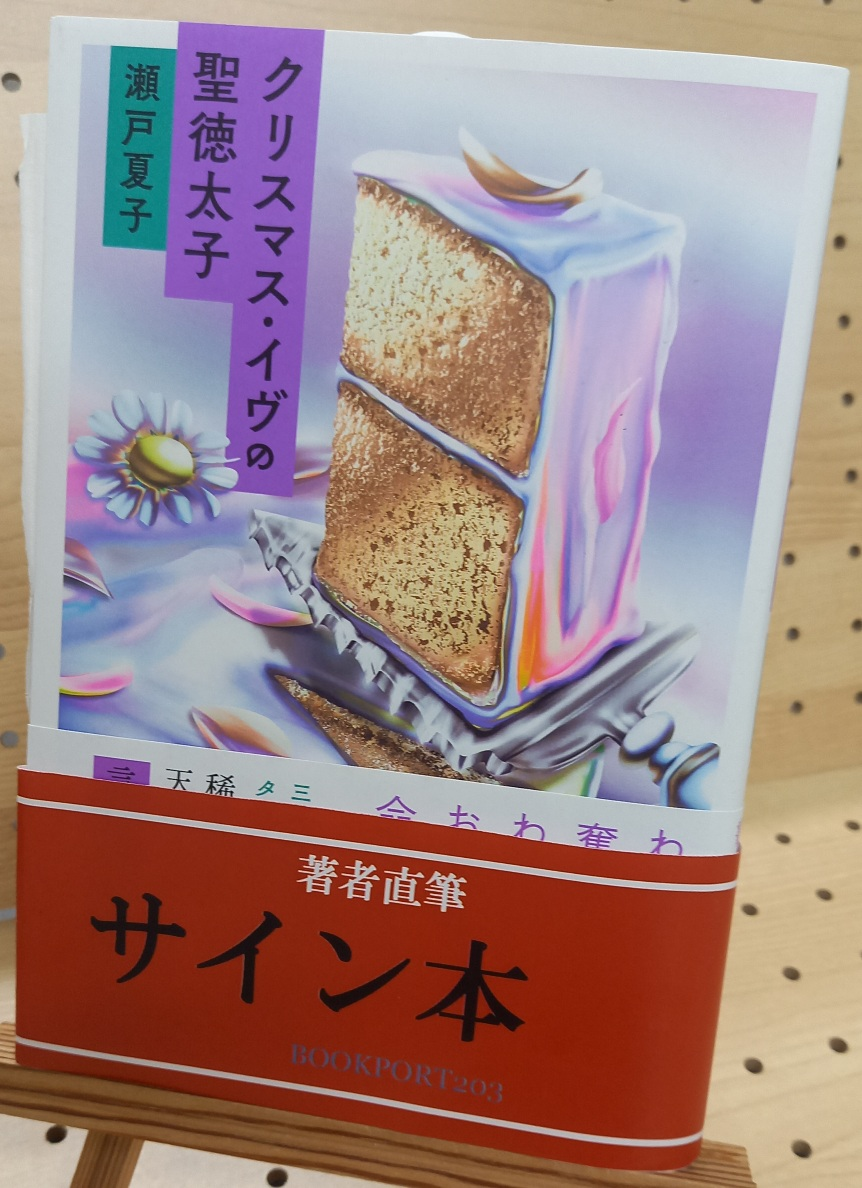 クリスマス・イヴの
聖徳太子
瀬戸夏子
著者直筆
サイン本
BOOKPORT203